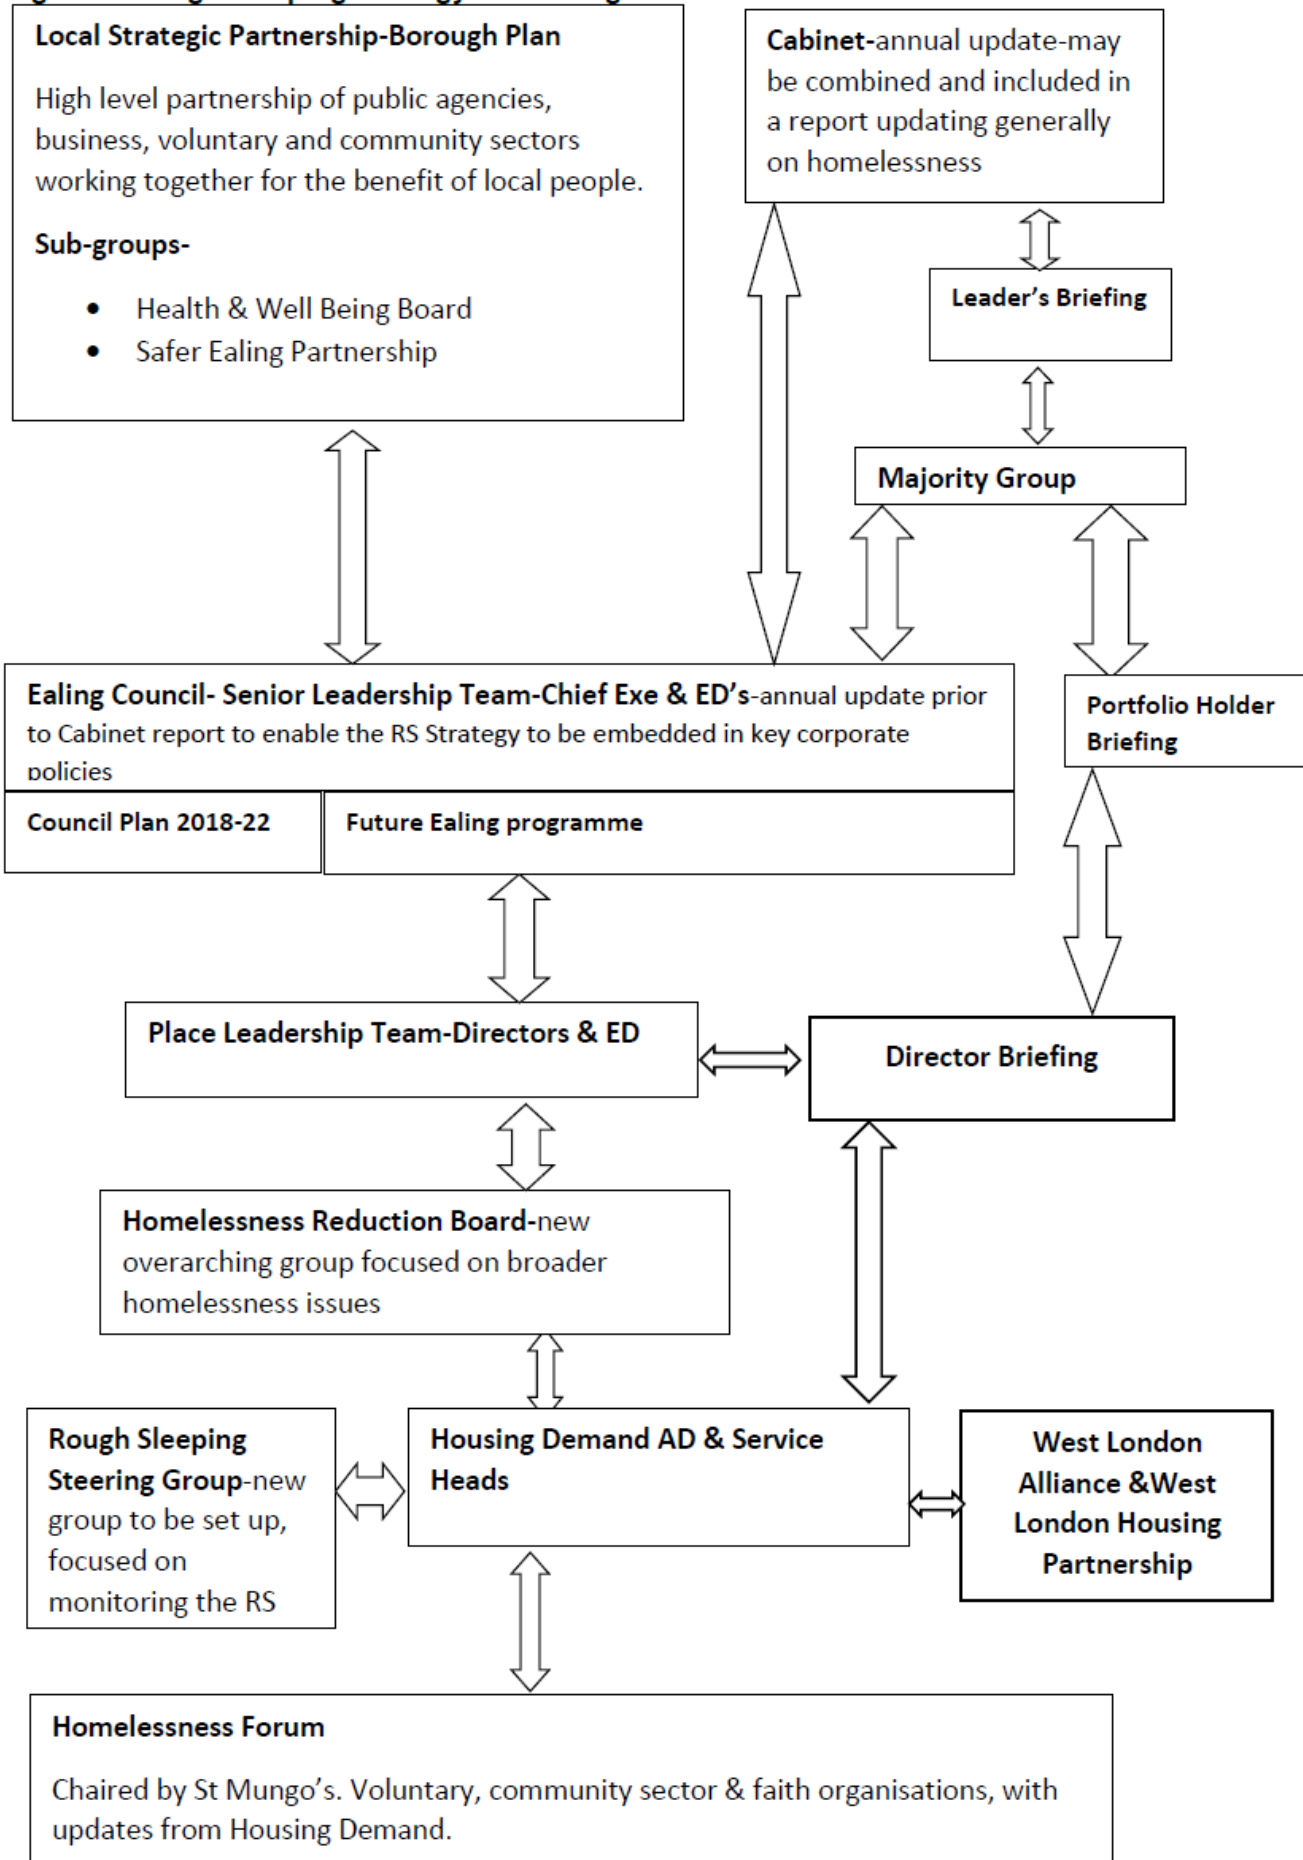 Local Strategic Partnership-Borough Plan
High level partnership of public agencies,
business, voluntary and community sectors
working together for the benefit of local people.
Sub-groups-
• Health & Well Being Board
• Safer Ealing Partnership
Cabinet-annual update-may
be combined and included in
a report updating generally
on homelessness
Leader’s Briefing
Majority Group
Ealing Council- Senior Leadership Team-Chief Exe & ED’s-annual update prior
to Cabinet report to enable the RS Strategy to be embedded in key corporate
policies
Portfolio Holder
Briefing
Council Plan 2018-22
Future Ealing programme
Place Leadership Team-Directors & ED
Director Briefing
Homelessness Reduction Board-new
overarching group focused on broader
homelessness issues
Rough Sleeping
Steering Group-new
group to be set up,
focused on
monitoring the RS
Housing Demand AD & Service
Heads
West London
Alliance &West
London Housing
Partnership
Homelessness Forum
Chaired by St Mungo’s. Voluntary, community sector & faith organisations, with
updates from Housing Demand.